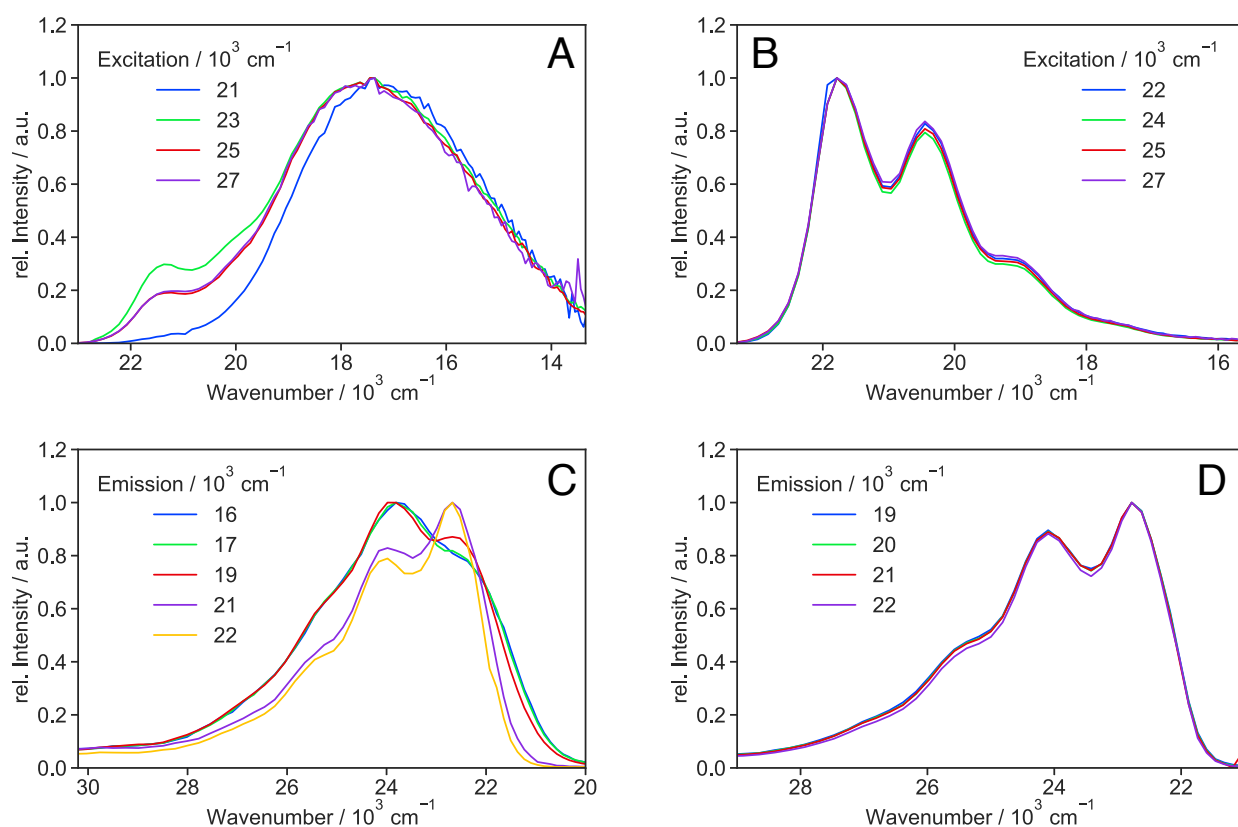 A
Excitation / 10³ cm⁻¹
21
23
25
27
rel. Intensity / a.u.
1.2
1.0
0.8
0.6
0.4
0.2
0.0
22 20 18 16 14
Wavenumber / 10³ cm⁻¹
B
Excitation / 10³ cm⁻¹
22
24
25
27
rel. Intensity / a.u.
1.2
1.0
0.8
0.6
0.4
0.2
0.0
22 20 18 16
Wavenumber / 10³ cm⁻¹
C
Emission / 10³ cm⁻¹
16
17
19
21
22
rel. Intensity / a.u.
1.2
1.0
0.8
0.6
0.4
0.2
0.0
30 28 26 24 22 20
Wavenumber / 10³ cm⁻¹
D
Emission / 10³ cm⁻¹
19
20
21
22
rel. Intensity / a.u.
1.2
1.0
0.8
0.6
0.4
0.2
0.0
28 26 24 22
Wavenumber / 10³ cm⁻¹